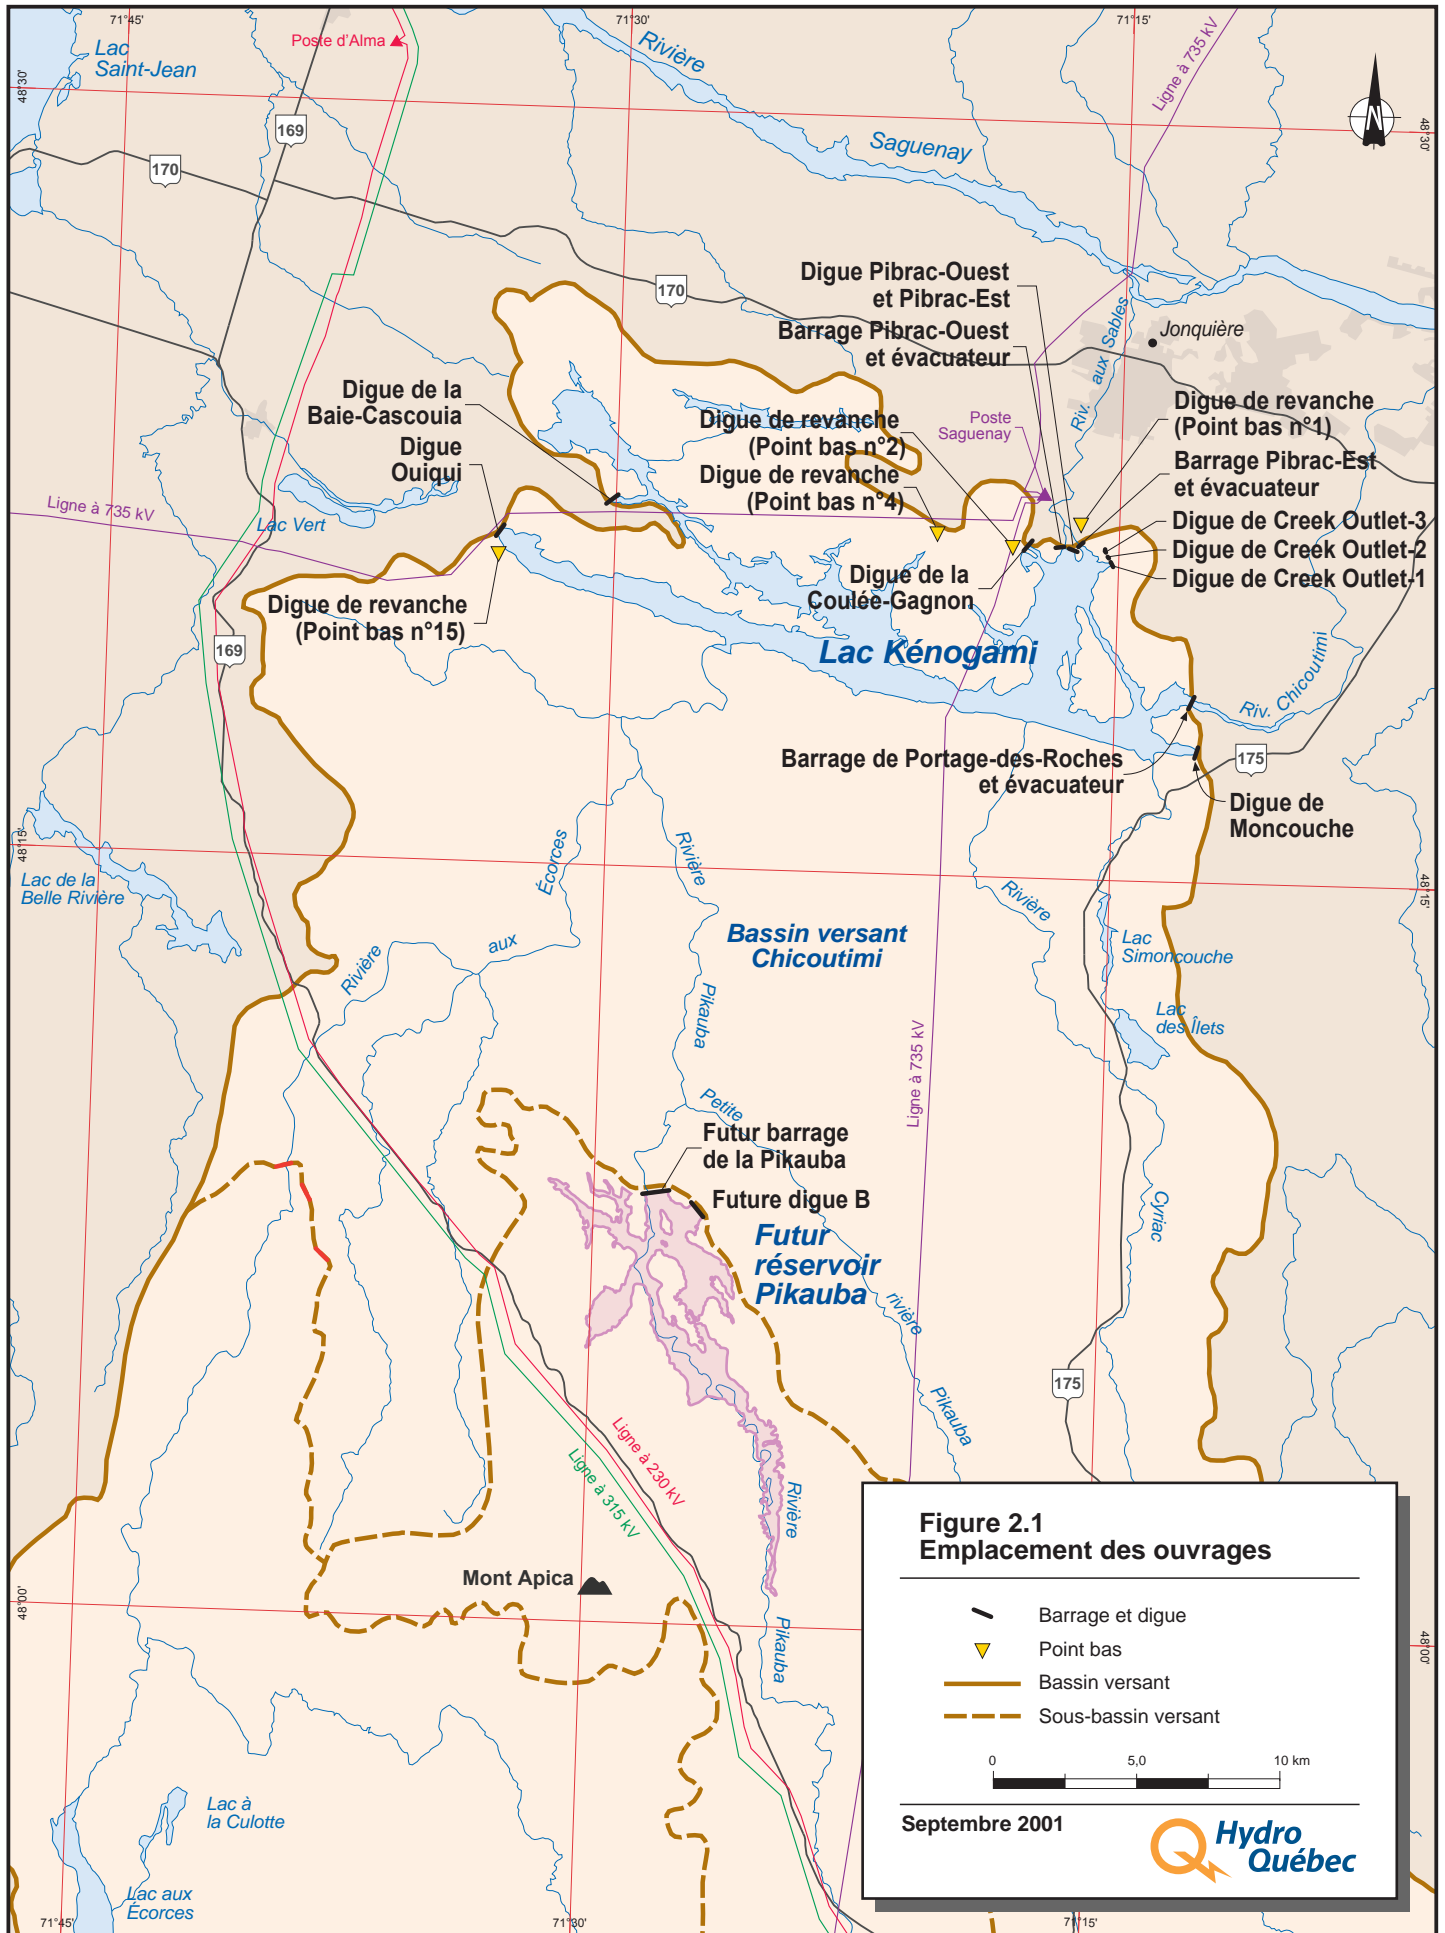 71°45'
71°30'
71°15'
Lac
Saint-Jean
Poste d'Alma
Rivière
Saguenay
Ligne à 735 kV
48°30'
48°30'
N
169
170
170
Digue Pibrac-Ouest
et Pibrac-Est
Barrage Pibrac-Ouest
et évacuateur
Riv. aux Sables
Jonquière
Digue de la
Baie-Cascouia
Digue
Ouiqui
Digue de revanche
(Point bas n°2)
Digue de revanche
(Point bas n°4)
Poste
Saguenay
Digue de revanche
(Point bas n°1)
Barrage Pibrac-Est
et évacuateur
Digue de Creek Outlet-3
Digue de Creek Outlet-2
Digue de Creek Outlet-1
Ligne à 735 kV
Lac Vert
Digue de la
Coulée-Gagnon
Digue de revanche
(Point bas n°15)
169
Lac Kénogami
Riv. Chicoutimi
Barrage de Portage-des-Roches
et évacuateur
175
Digue de
Moncouche
48°15'
48°15'
Lac de la
Belle Rivière
Rivière
aux
Écorces
Rivière
Pikauba
Bassin versant
Chicoutimi
Rivière
Cyriac
Lac
Simoncouche
Lac
des Îlets
Ligne à 735 kV
Petite
rivière
Pikauba
Futur barrage
de la Pikauba
Future digue B
Futur
réservoir
Pikauba
175
Ligne à 230 kV
Ligne à 315 kV
Rivière
Pikauba
Mont Apica
48°00'
48°00'
Lac à
la Culotte
Lac aux
Écorces
71°45'
71°30'
71°15'
Figure 2.1
Emplacement des ouvrages
Barrage et digue
Point bas
Bassin versant
Sous-bassin versant
0 5,0 10 km
Septembre 2001
Hydro
Québec